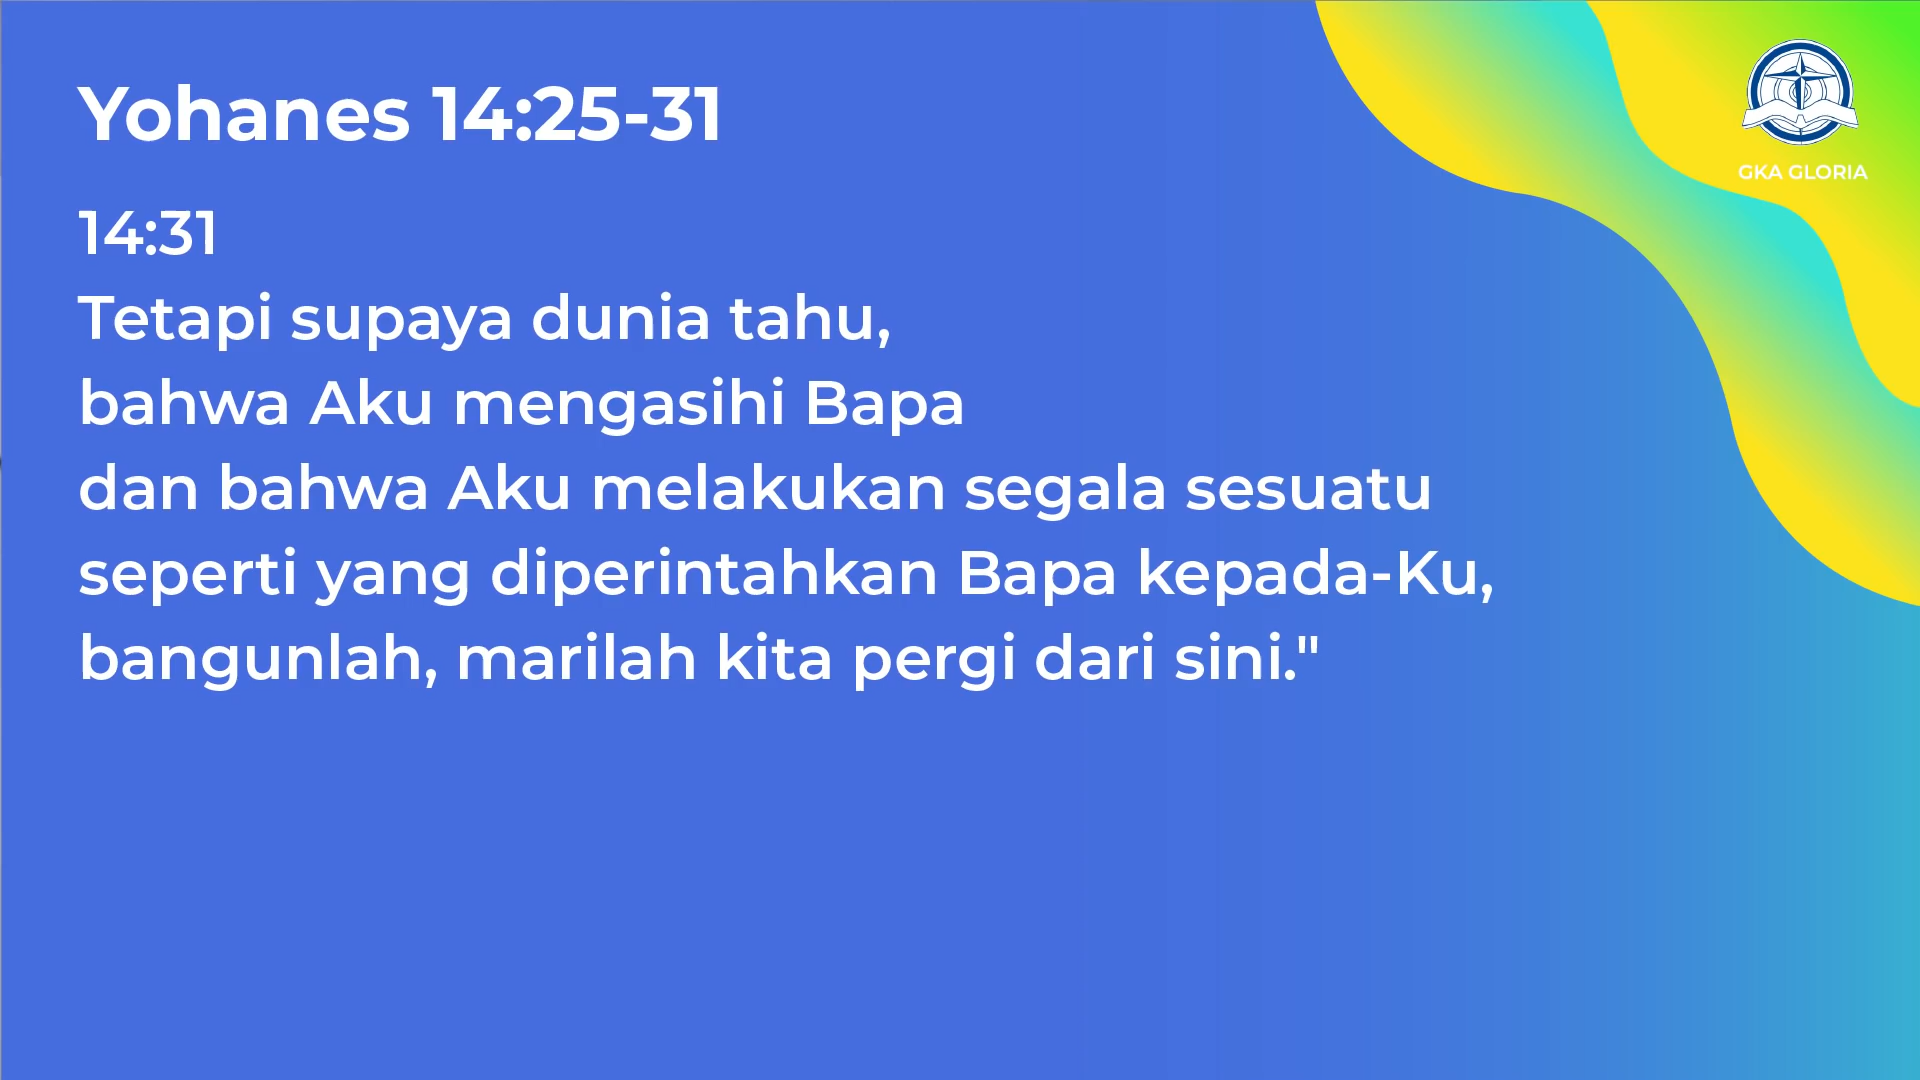 Yohanes 14:25-31
GKA GLORIA
14:31
Tetapi supaya dunia tahu,
bahwa Aku mengasihi Bapa
dan bahwa Aku melakukan segala sesuatu
seperti yang diperintahkan Bapa kepada-Ku,
bangunlah, marilah kita pergi dari sini."